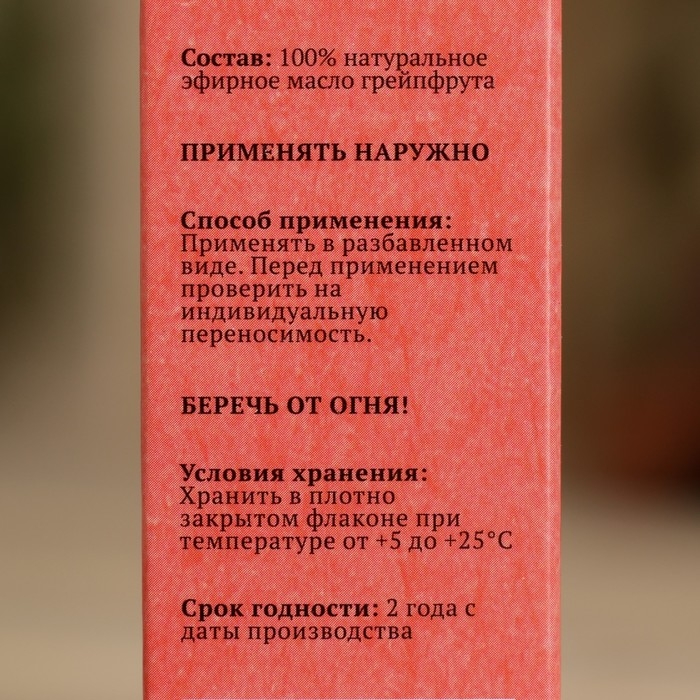 Состав: 100% натуральное
эфирное масло грейпфрута
ПРИМЕНЯТЬ НАРУЖНО
Способ применения:
Применять в разбавленном
виде. Перед применением
проверить на
индивидуальную
переносимость.
БЕРЕЧЬ ОТ ОГНЯ!
Условия хранения:
Хранить в плотно
закрытом флаконе при
температуре от +5 до +25°C
Срок годности: 2 года с
даты производства